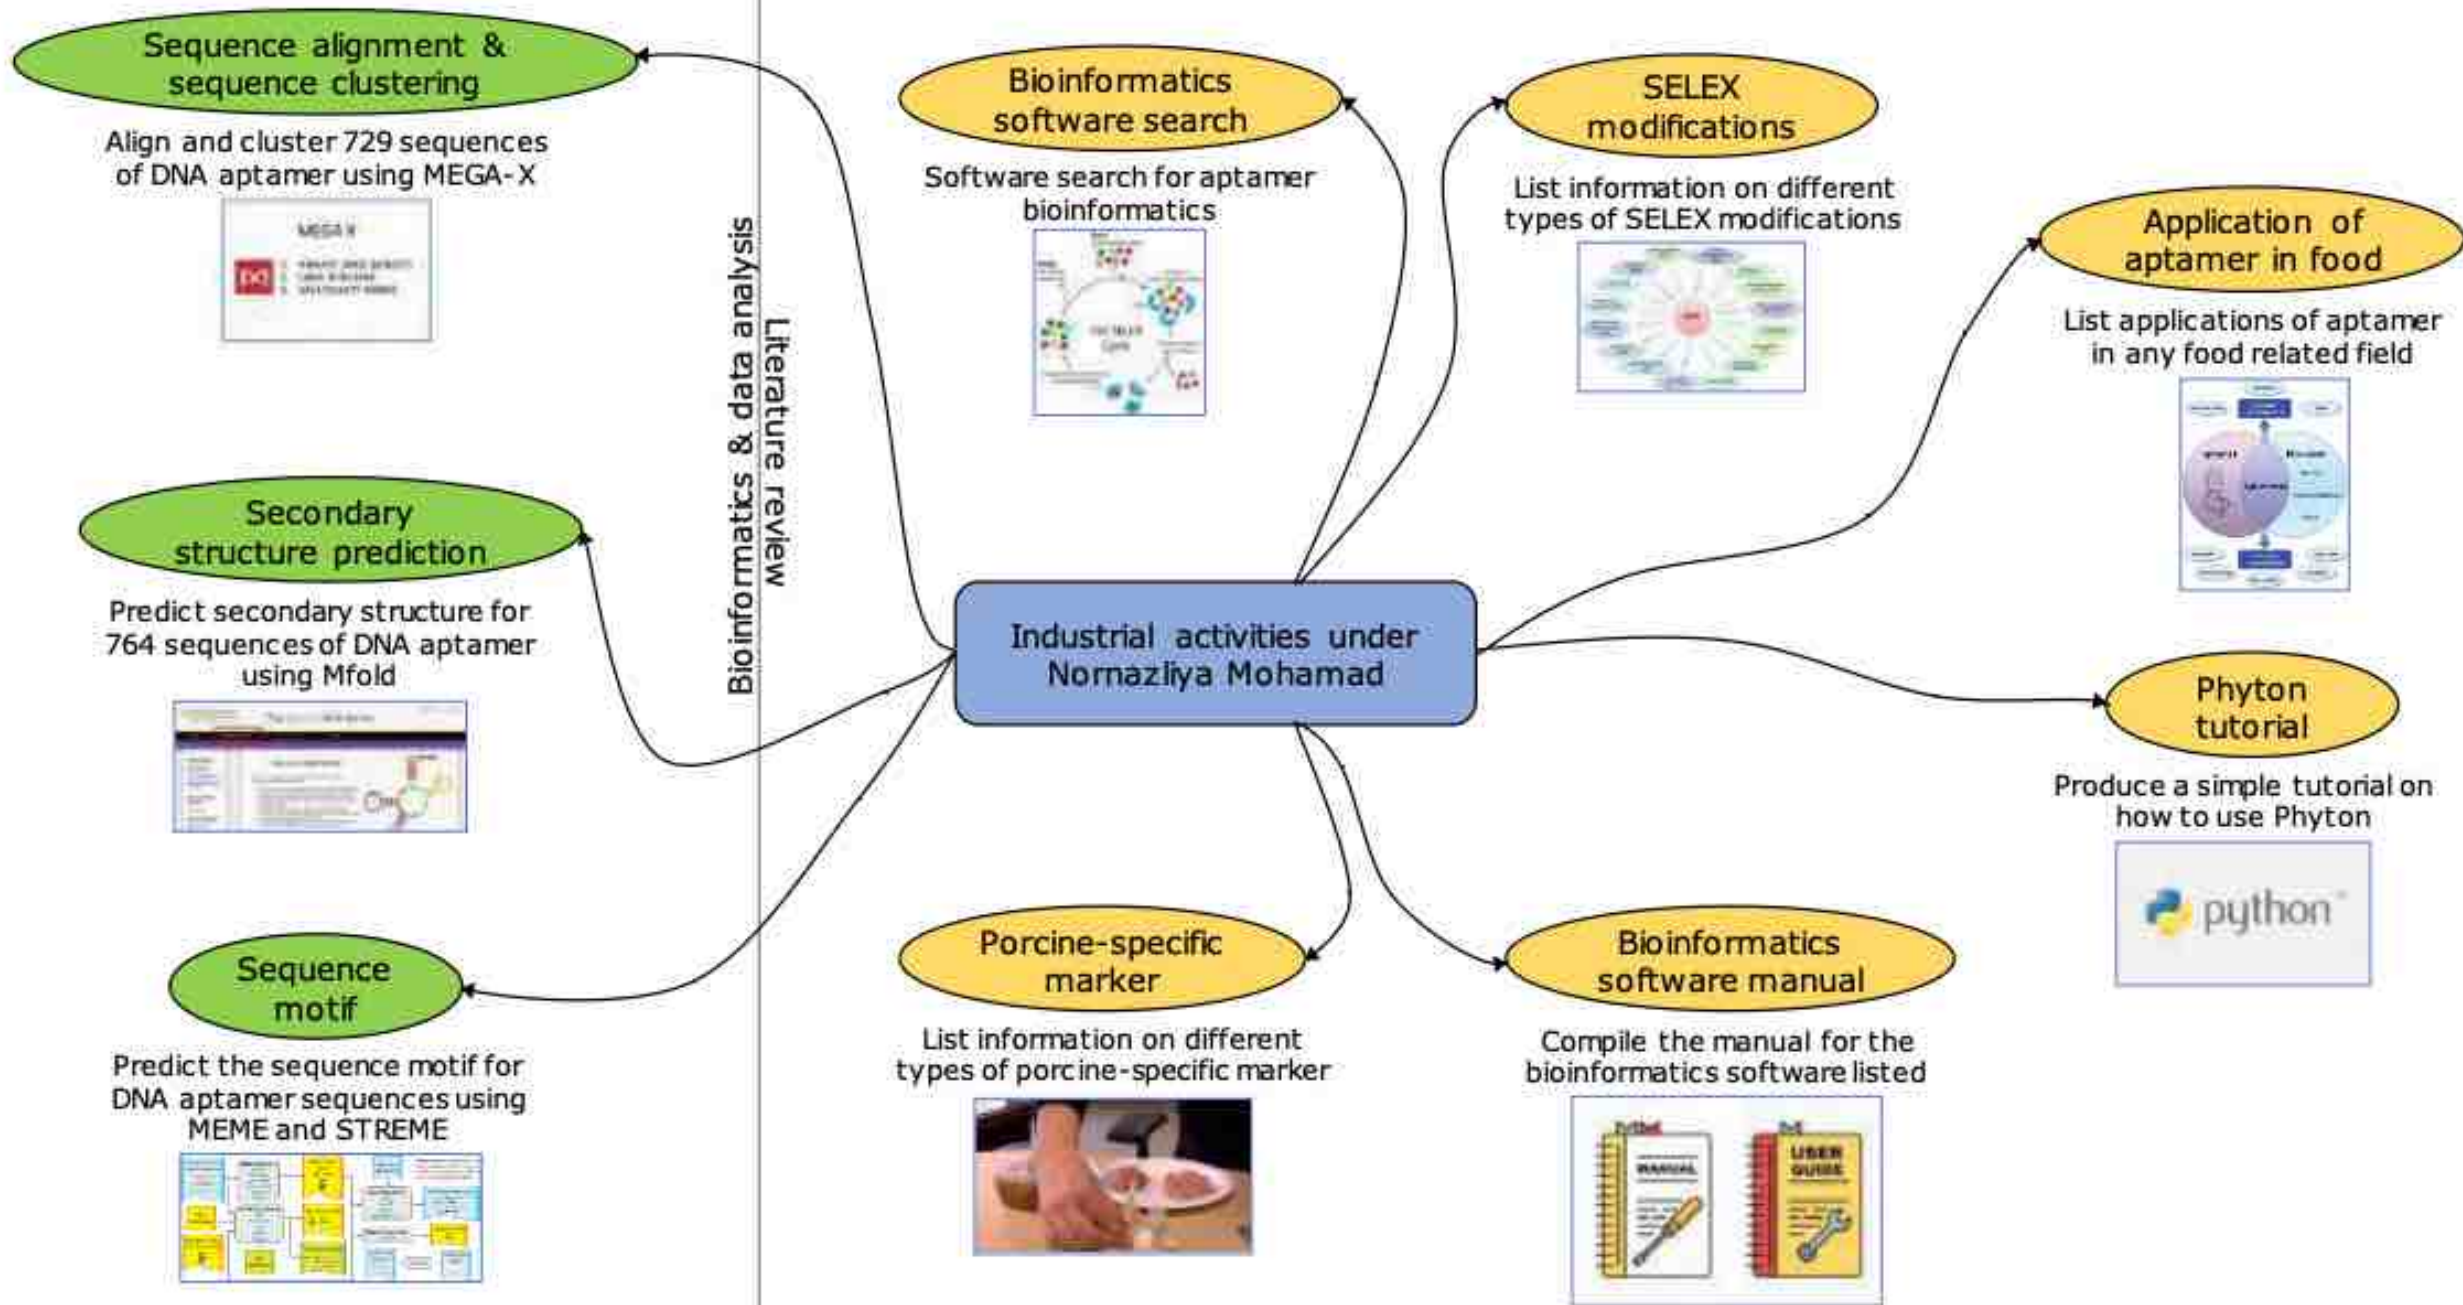 Sequence alignment &
sequence clustering
Align and cluster 729 sequences
of DNA aptamer using MEGA-X
MEGA X
Secondary
structure prediction
Predict secondary structure for
764 sequences of DNA aptamer
using Mfold
Sequence
motif
Predict the sequence motif for
DNA aptamer sequences using
MEME and STREME
Bioinformatics & data analysis
Literature review
Bioinformatics
software search
Software search for aptamer
bioinformatics
SELEX
modifications
List information on different
types of SELEX modifications
Application of
aptamer in food
List applications of aptamer
in any food related field
Industrial activities under
Nornazliya Mohamad
Phyton
tutorial
Produce a simple tutorial on
how to use Phyton
python
Porcine-specific
marker
List information on different
types of porcine-specific marker
Bioinformatics
software manual
Compile the manual for the
bioinformatics software listed
MANUAL
USER
GUIDE